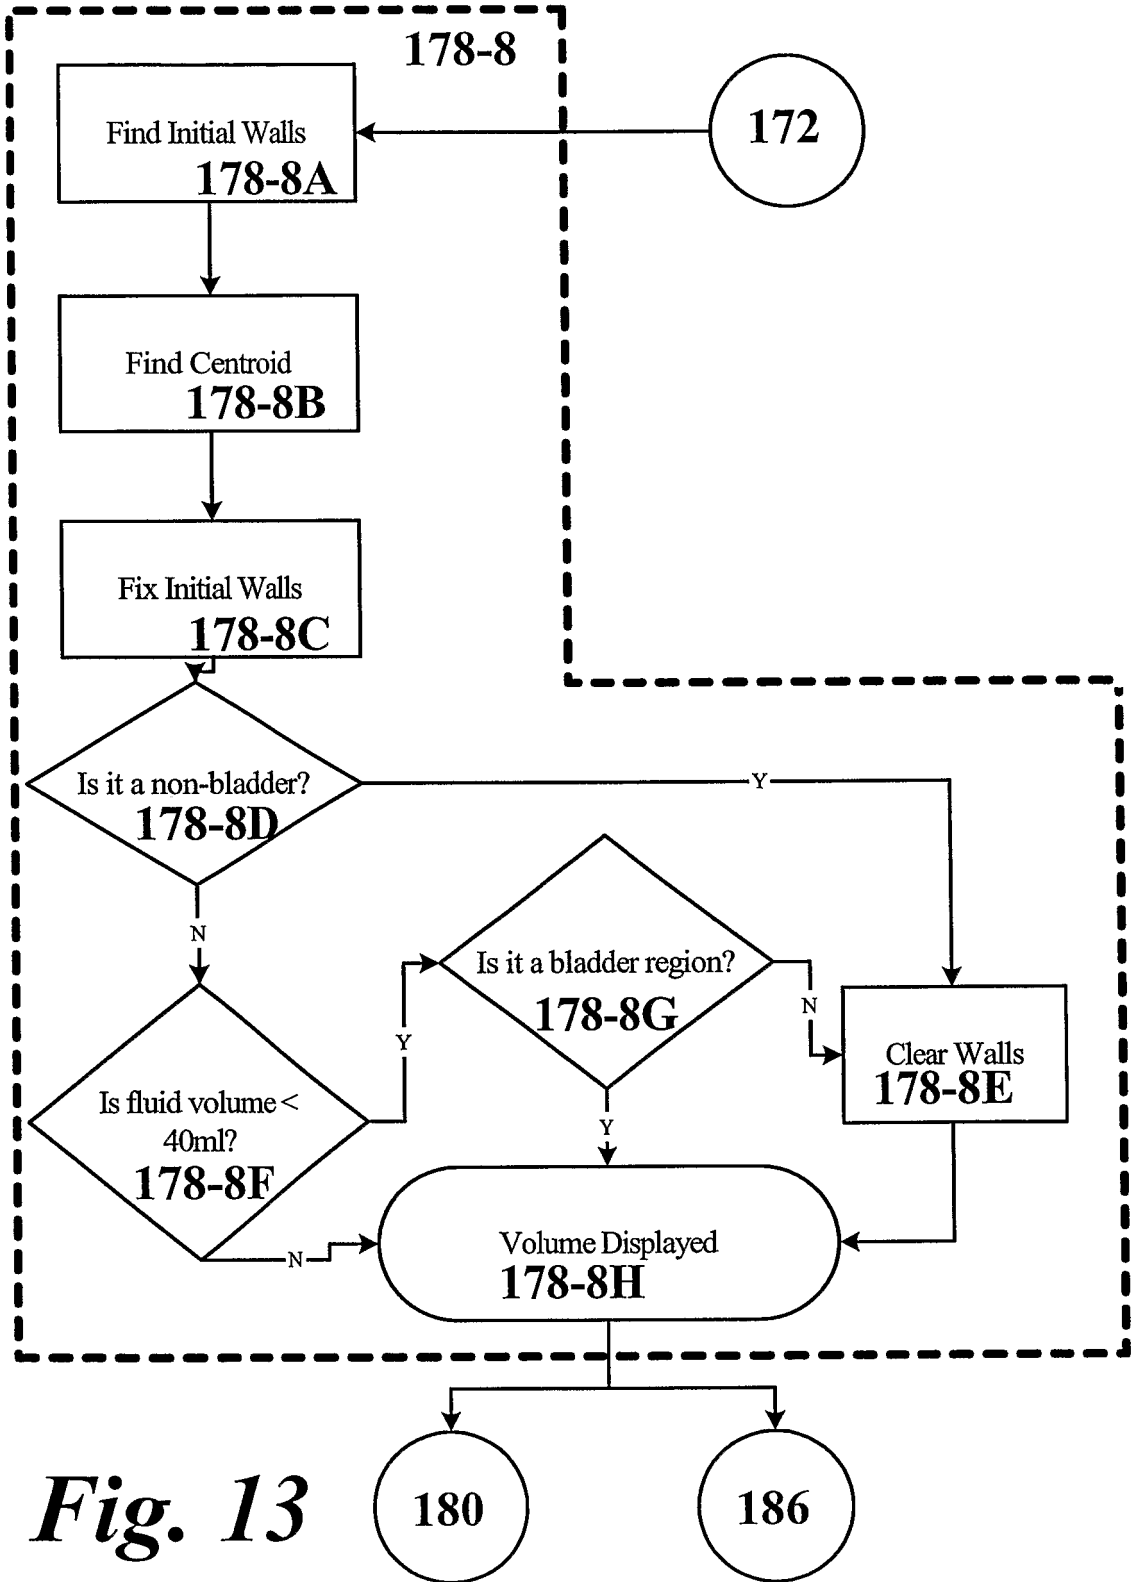 178-8
Find Initial Walls
178-8A
172
Find Centroid
178-8B
Fix Initial Walls
178-8C
Is it a non-bladder?
178-8D
Y
N
Is it a bladder region?
178-8G
N
Y
Clear Walls
178-8E
Is fluid volume <
40ml?
178-8F
Y
N
Volume Displayed
178-8H
180
186
Fig. 13